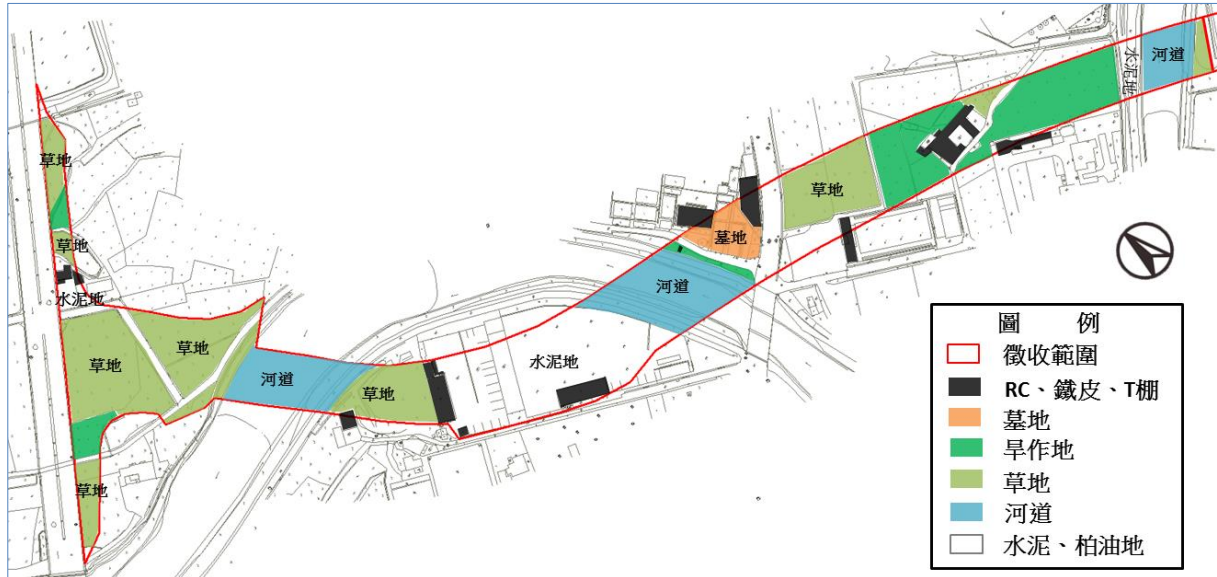 草地
草地
水泥地
草地
草地
草地
河道
草地
水泥地
河道
墓地
草地
水泥地
河道
圖 例
徵收範圍
RC、鐵皮、T棚
墓地
旱作地
草地
河道
水泥、柏油地